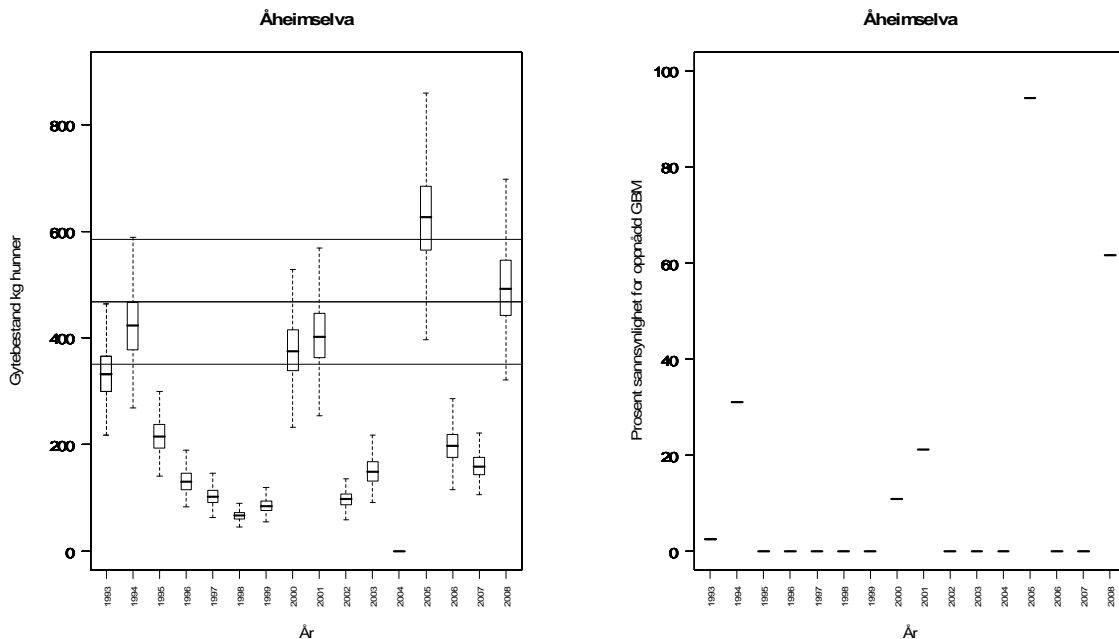 Åheimselva
Gytebestand kg hunner
800
600
400
200
0
1993 1994 1995 1996 1997 1998 1999 2000 2001 2002 2003 2004 2005 2006 2007 2008
År
Åheimselva
Prosent sannsynlighet for oppnådd GBM
100
80
60
40
20
0
1993 1994 1995 1996 1997 1998 1999 2000 2001 2002 2003 2004 2005 2006 2007 2008
År